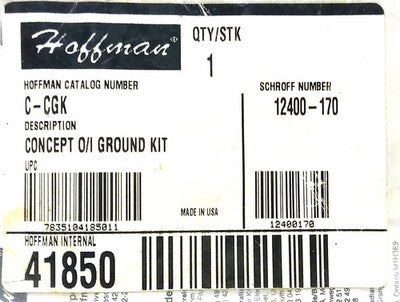 Hoffman®
QTY/STK
1
HOFFMAN CATALOG NUMBER
C-CGK
SCHROFF NUMBER
12400-170
DESCRIPTION
CONCEPT O/I GROUND KIT
UPC
7835104185011
MADE IN USA
12400170
HOFFMAN INTERNAL
41850